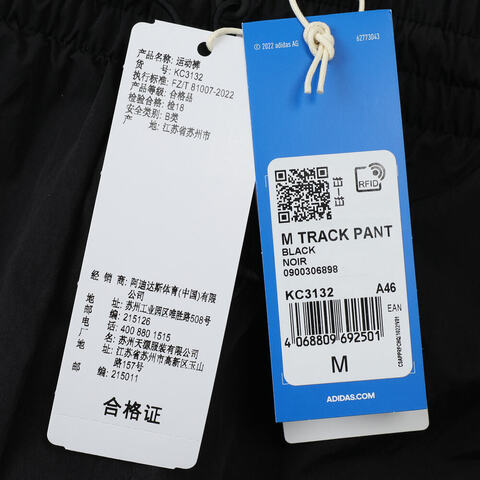 产品名称: 运动裤
货 号: KC3132
执行标准: FZ/T 81007-2022
等级: 合格品
检验合格: 检18
安全类别: B类
产 地: 江苏省苏州市
经 销 商: 阿迪达斯体育(中国)有限
公司
地 址: 苏州工业园区唯胜路508号
邮 编: 215126
电 话: 400 880 1515
厂 名: 苏州天源服装有限公司
地 址: 江苏省苏州市高新区玉山
路157号
邮 编: 215011
合格证
© 2022 adidas AG
62773043
RFID
M TRACK PANT
BLACK
NOIR
0900306898
KC3132 A46
EAN
4 068809 692501
M
ADIDAS.COM